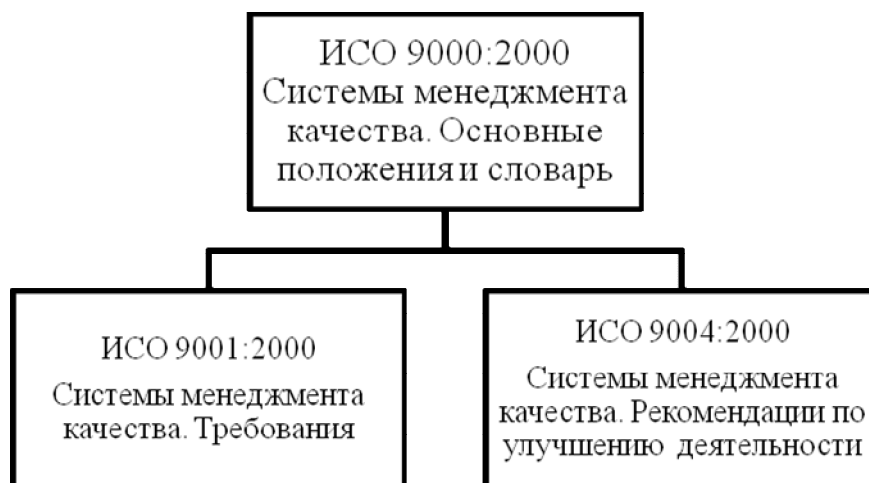 ИСО 9000:2000
Системы менеджмента
качества. Основные
положения и словарь
ИСО 9001:2000
Системы менеджмента
качества. Требования
ИСО 9004:2000
Системы менеджмента
качества. Рекомендации по
улучшению деятельности